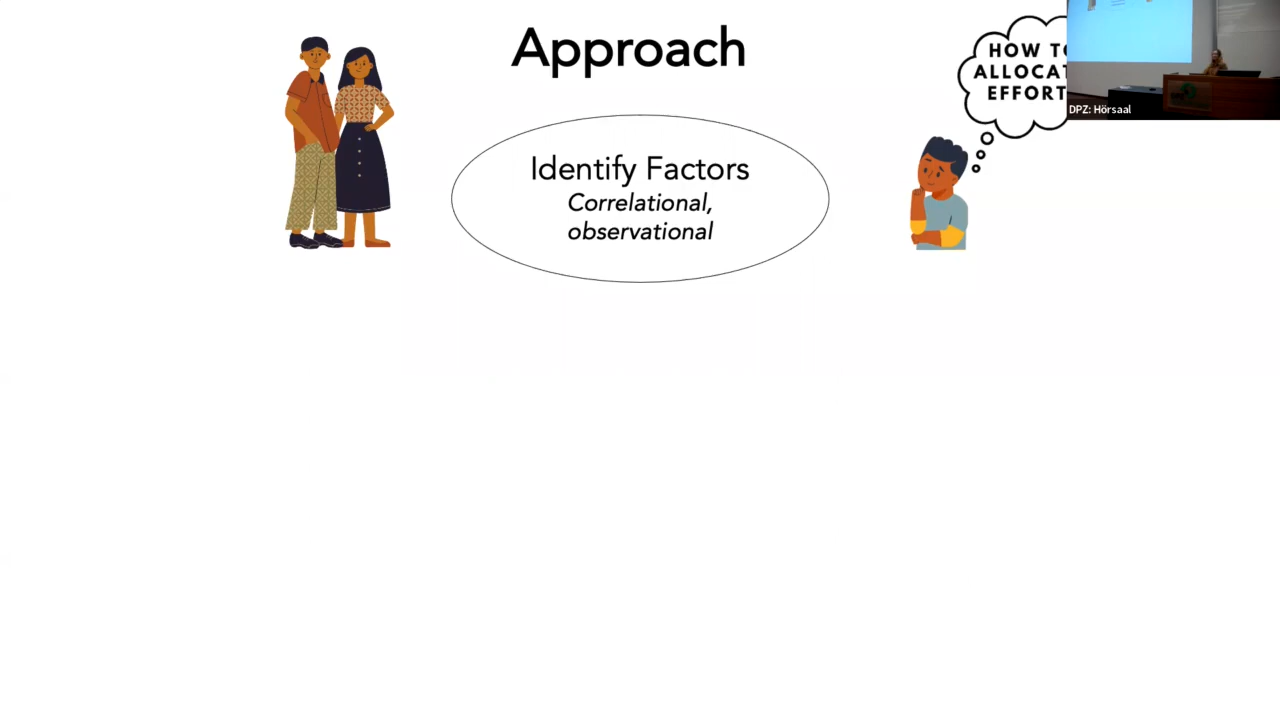 Approach
HOW TO
ALLOCAT
EFFORT
DPZ: Hörsaal
Identify Factors
Correlational,
observational